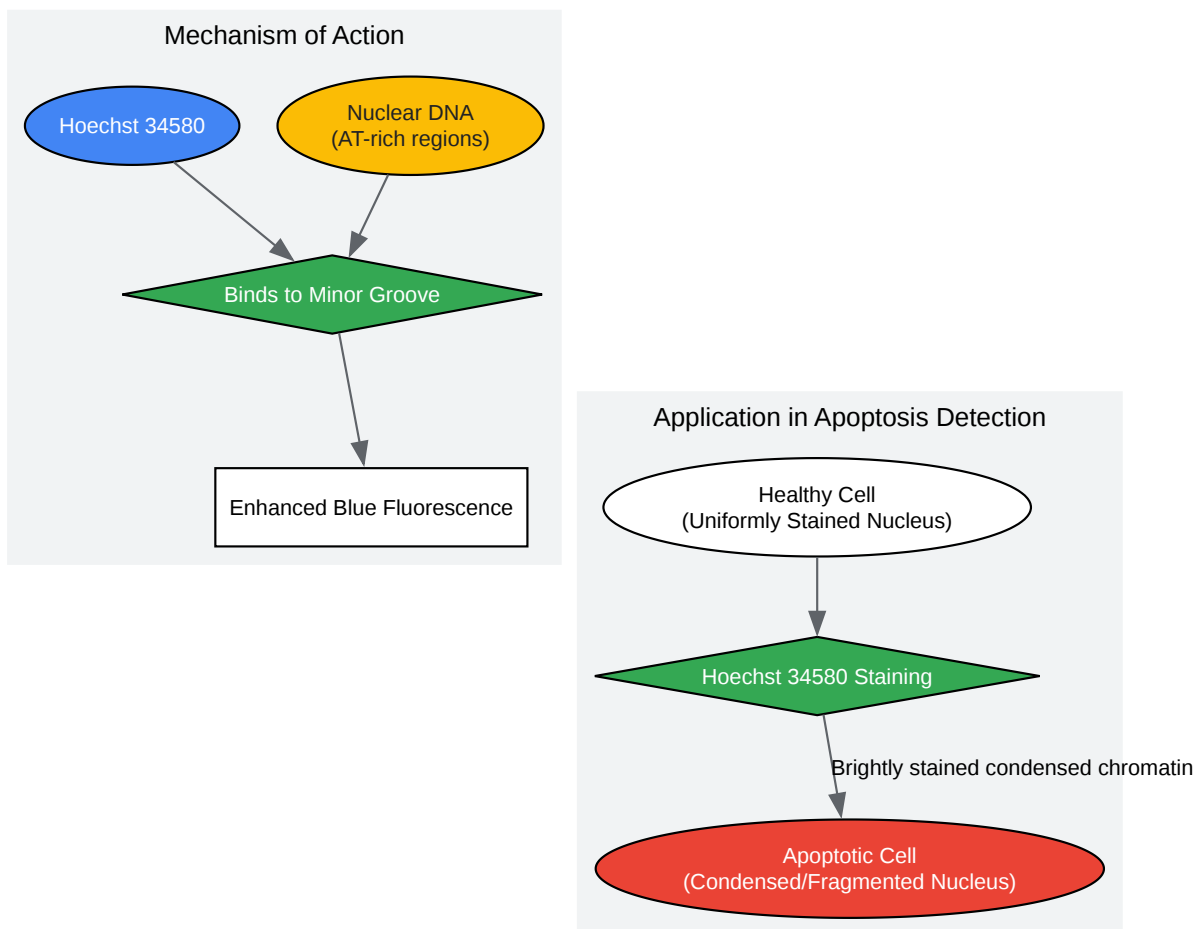 Mechanism of Action
Hoechst 34580
Nuclear DNA
(AT-rich regions)
Binds to Minor Groove
Enhanced Blue Fluorescence
Application in Apoptosis Detection
Healthy Cell
(Uniformly Stained Nucleus)
Hoechst 34580 Staining
Brightly stained condensed chromatin
Apoptotic Cell
(Condensed/Fragmented Nucleus)